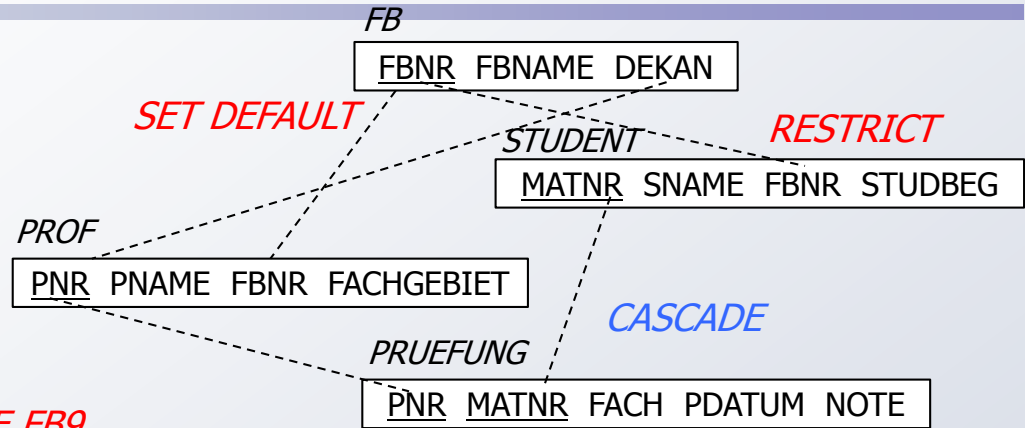 FB
FBNR FBNAME DEKAN
SET DEFAULT
RESTRICT
STUDENT
MATNR SNAME FBNR STUDBEG
PROF
PNR PNAME FBNR FACHGEBIET
CASCADE
PRUEFUNG
PNR MATNR FACH PDATUM NOTE
FB9